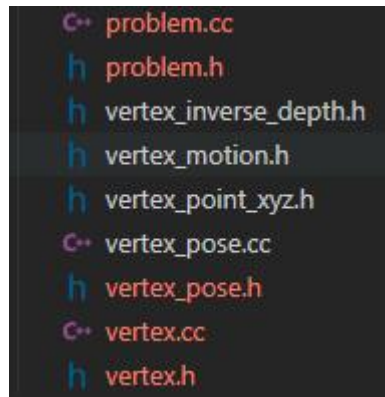 C++ problem.cc
h problem.h
h vertex_inverse_depth.h
h vertex_motion.h
h vertex_point_xyz.h
C++ vertex_pose.cc
h vertex_pose.h
C++ vertex.cc
h vertex.h